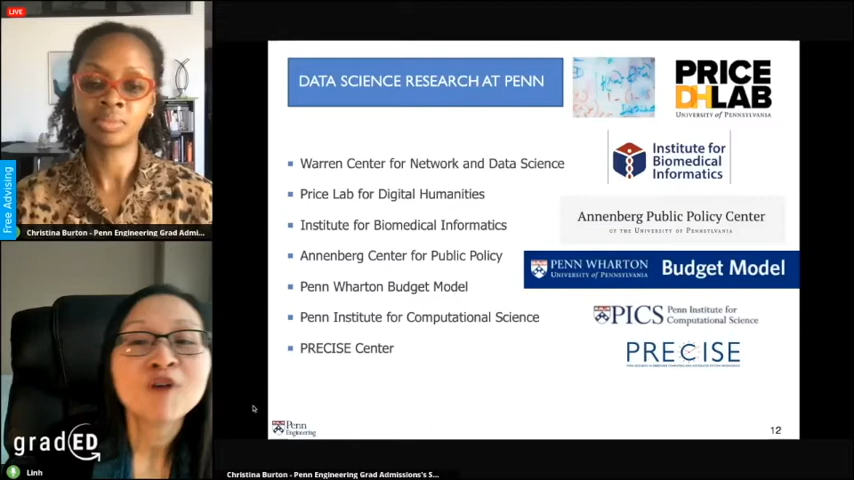 LIVE
Free Advising
Christina Burton - Penn Engineering Grad Admi...
gradED
Linh
DATA SCIENCE RESEARCH AT PENN
PRICE
DHLAB
UNIVERSITY of PENNSYLVANIA
Warren Center for Network and Data Science
Price Lab for Digital Humanities
Institute for Biomedical Informatics
Annenberg Center for Public Policy
Penn Wharton Budget Model
Penn Institute for Computational Science
PRECISE Center
Institute for
Biomedical
Informatics
Annenberg Public Policy Center
OF THE UNIVERSITY OF PENNSYLVANIA
PENN WHARTON
UNIVERSITY of PENNSYLVANIA
Budget Model
PICS
Penn Institute for
Computational Science
PRECISE
Penn
Engineering
12
Christina Burton - Penn Engineering Grad Admissions's S...